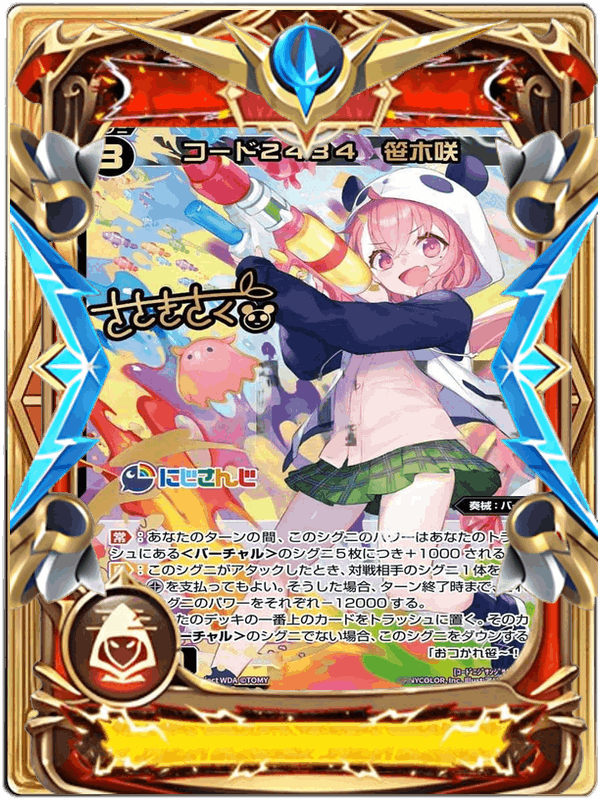 3
コード2434 笹木咲
ささきさく
にじさんじ
奏械:バ
常:あなたのターンの間、このシグニのパワーはあなたのトラ
シュにある<バーチャル>のシグニ5枚につき+1000される
:このシグニがアタックしたとき、対戦相手のシグニ1体を
を支払ってもよい。そうした場合、ターン終了時まで、
グニのパワーをそれぞれー12000する。
たのデッキの一番上のカードをトラッシュに置く。そのカ
ーチャル>のシグニでない場合、このシグニをダウンする
「おつかれ笹~!
ect WDA ©TOMY
NYCOLOR, Inc.